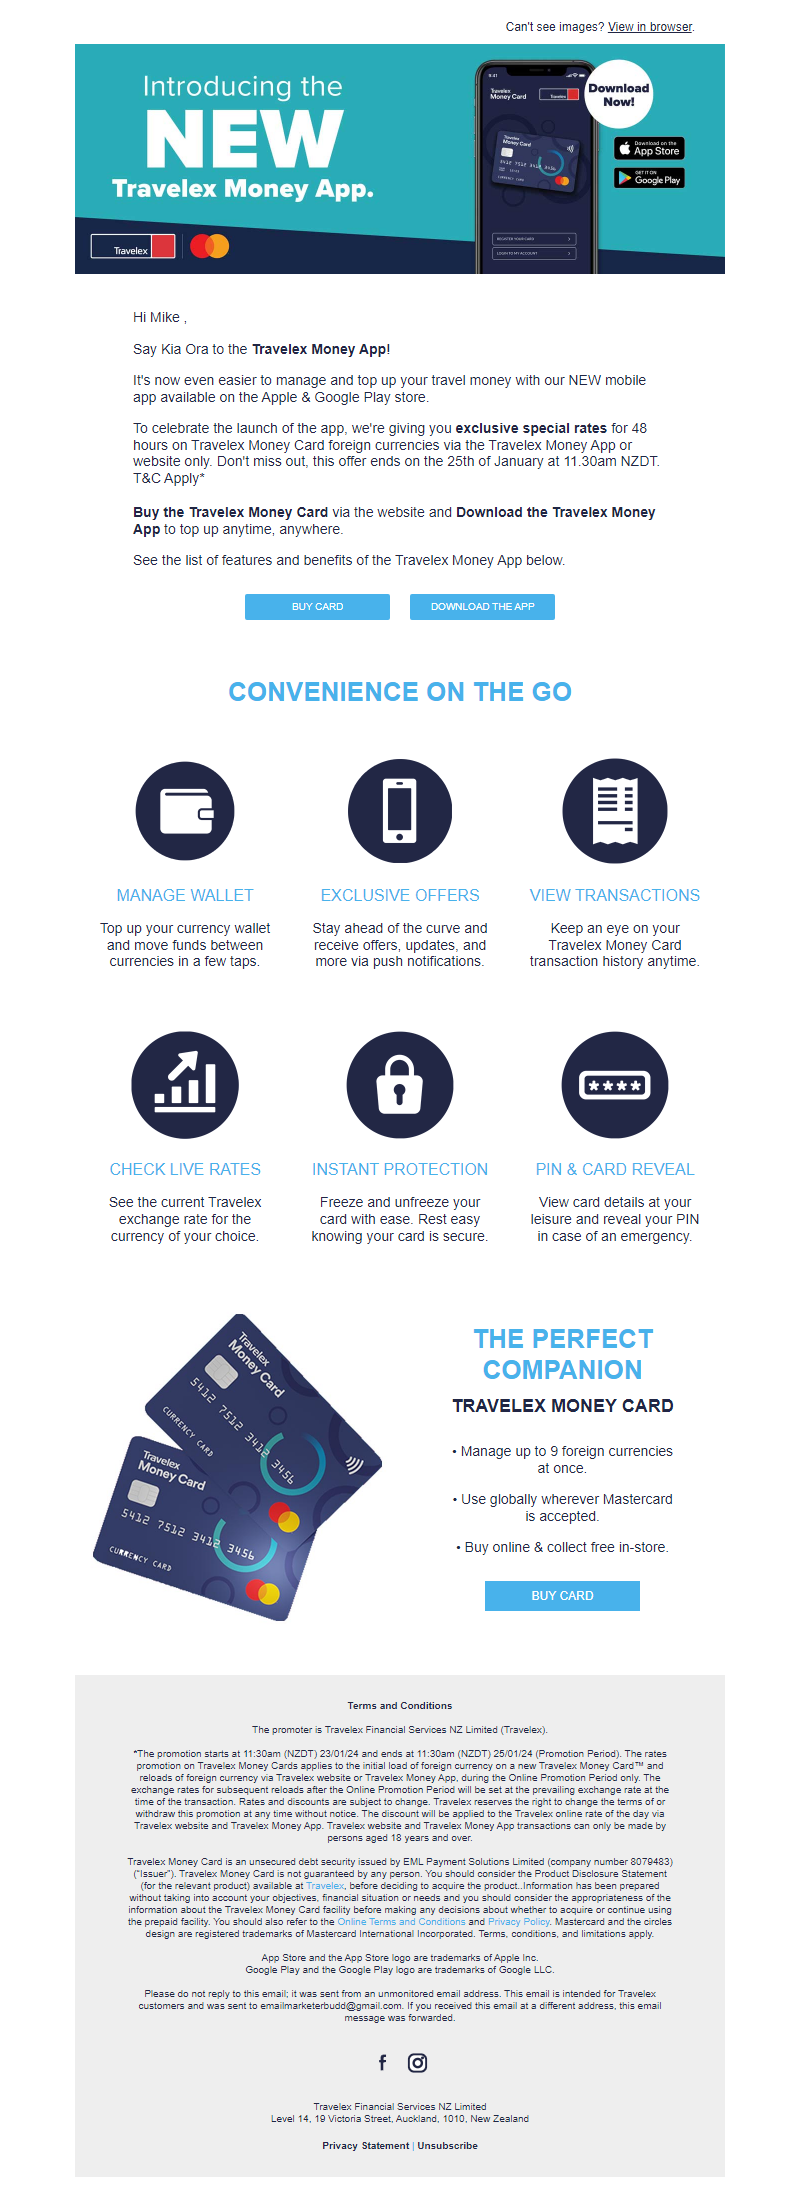 Can't see images? View in browser.
Introducing the
NEW
Travelex Money App.
9:41
Travelex
Money Card
Travelex
Download
Now!
Download on the
App Store
GET IT ON
Google Play
Travelex
Money Card
5412 7512 3412 3456
CURRENCY CARD
REGISTER YOUR CARD
LOGIN TO MY ACCOUNT
Travelex
Hi Mike ,
Say Kia Ora to the Travelex Money App!
It's now even easier to manage and top up your travel money with our NEW mobile
app available on the Apple & Google Play store.
To celebrate the launch of the app, we're giving you exclusive special rates for 48
hours on Travelex Money Card foreign currencies via the Travelex Money App or
website only. Don't miss out, this offer ends on the 25th of January at 11.30am NZDT.
T&C Apply*
Buy the Travelex Money Card via the website and Download the Travelex Money
App to top up anytime, anywhere.
See the list of features and benefits of the Travelex Money App below.
BUY CARD
DOWNLOAD THE APP
CONVENIENCE ON THE GO
MANAGE WALLET
Top up your currency wallet
and move funds between
currencies in a few taps.
EXCLUSIVE OFFERS
Stay ahead of the curve and
receive offers, updates, and
more via push notifications.
VIEW TRANSACTIONS
Keep an eye on your
Travelex Money Card
transaction history anytime.
CHECK LIVE RATES
See the current Travelex
exchange rate for the
currency of your choice.
INSTANT PROTECTION
Freeze and unfreeze your
card with ease. Rest easy
knowing your card is secure.
PIN & CARD REVEAL
View card details at your
leisure and reveal your PIN
in case of an emergency.
Travelex
Money Card
5412 7512 3412 3456
CURRENCY CARD
Travelex
Money Card
5412 7512 3412 3456
CURRENCY CARD
THE PERFECT
COMPANION
TRAVELEX MONEY CARD
• Manage up to 9 foreign currencies
at once.
• Use globally wherever Mastercard
is accepted.
• Buy online & collect free in-store.
BUY CARD
Terms and Conditions
The promoter is Travelex Financial Services NZ Limited (Travelex).
*The promotion starts at 11:30am (NZDT) 23/01/24 and ends at 11:30am (NZDT) 25/01/24 (Promotion Period). The rates
promotion on Travelex Money Cards applies to the initial load of foreign currency on a new Travelex Money Card™ and
reloads of foreign currency via Travelex website or Travelex Money App, during the Online Promotion Period only. The
exchange rates for subsequent reloads after the Online Promotion Period will be set at the prevailing exchange rate at the
time of the transaction. Rates and discounts are subject to change. Travelex reserves the right to change the terms of or
withdraw this promotion at any time without notice. The discount will be applied to the Travelex online rate of the day via
Travelex website and Travelex Money App. Travelex website and Travelex Money App transactions can only be made by
persons aged 18 years and over.
Travelex Money Card is an unsecured debt security issued by EML Payment Solutions Limited (company number 8079483)
("Issuer"). Travelex Money Card is not guaranteed by any person. You should consider the Product Disclosure Statement
(for the relevant product) available at Travelex, before deciding to acquire the product..Information has been prepared
without taking into account your objectives, financial situation or needs and you should consider the appropriateness of the
information about the Travelex Money Card facility before making any decisions about whether to acquire or continue using
the prepaid facility. You should also refer to the Online Terms and Conditions and Privacy Policy. Mastercard and the circles
design are registered trademarks of Mastercard International Incorporated. Terms, conditions, and limitations apply.
App Store and the App Store logo are trademarks of Apple Inc.
Google Play and the Google Play logo are trademarks of Google LLC.
Please do not reply to this email; it was sent from an unmonitored email address. This email is intended for Travelex
customers and was sent to emailmarketerbudd@gmail.com. If you received this email at a different address, this email
message was forwarded.
Travelex Financial Services NZ Limited
Level 14, 19 Victoria Street, Auckland, 1010, New Zealand
Privacy Statement | Unsubscribe